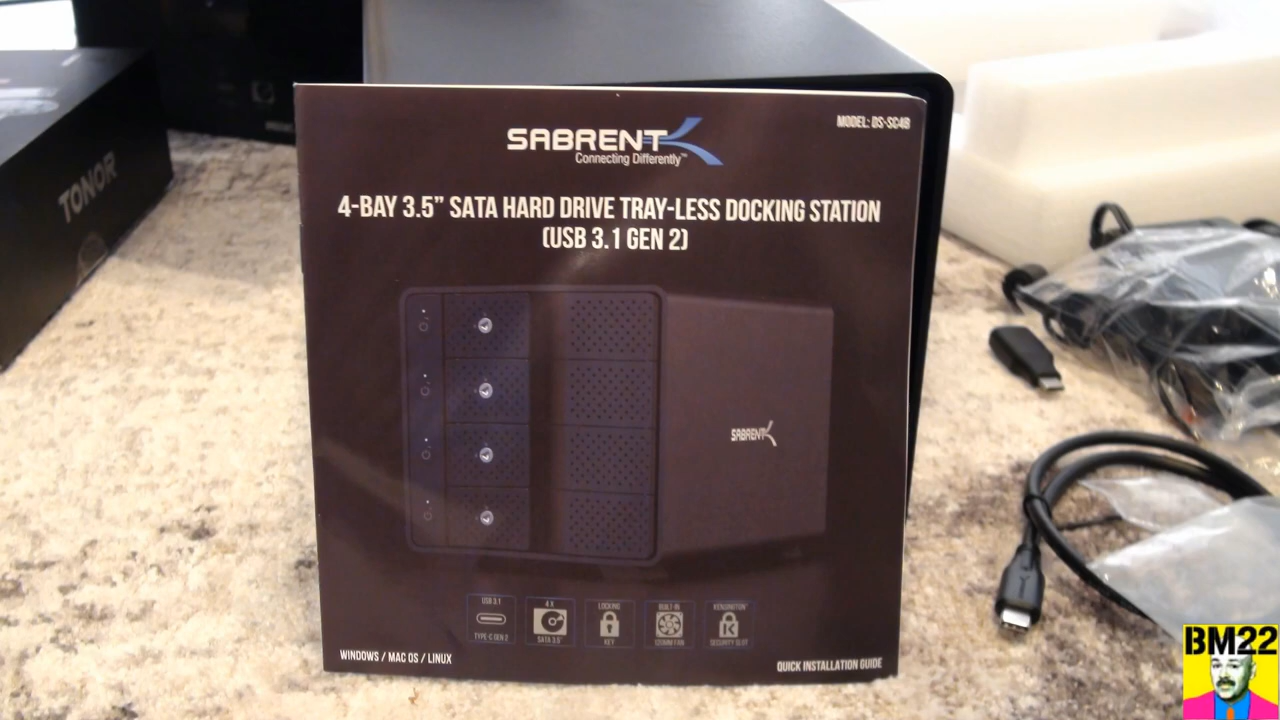 TONOR
SABRENT
Connecting Differently™
MODEL: DS-SC4B
4-BAY 3.5” SATA HARD DRIVE TRAY-LESS DOCKING STATION
(USB 3.1 GEN 2)
SABRENT
USB 3.1
TYPE-C GEN 2
4 X
SATA 3.5"
LOCKING
KEY
BUILT-IN
120MM FAN
KENSINGTON®
SECURITY SLOT
WINDOWS / MAC OS / LINUX
QUICK INSTALLATION GUIDE
BM22